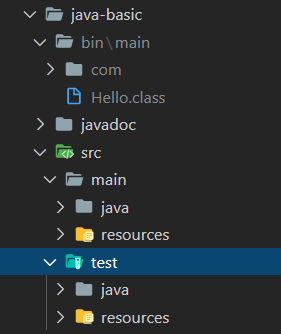 java-basic
bin\main
com
Hello.class
javadoc
src
main
java
resources
test
java
resources